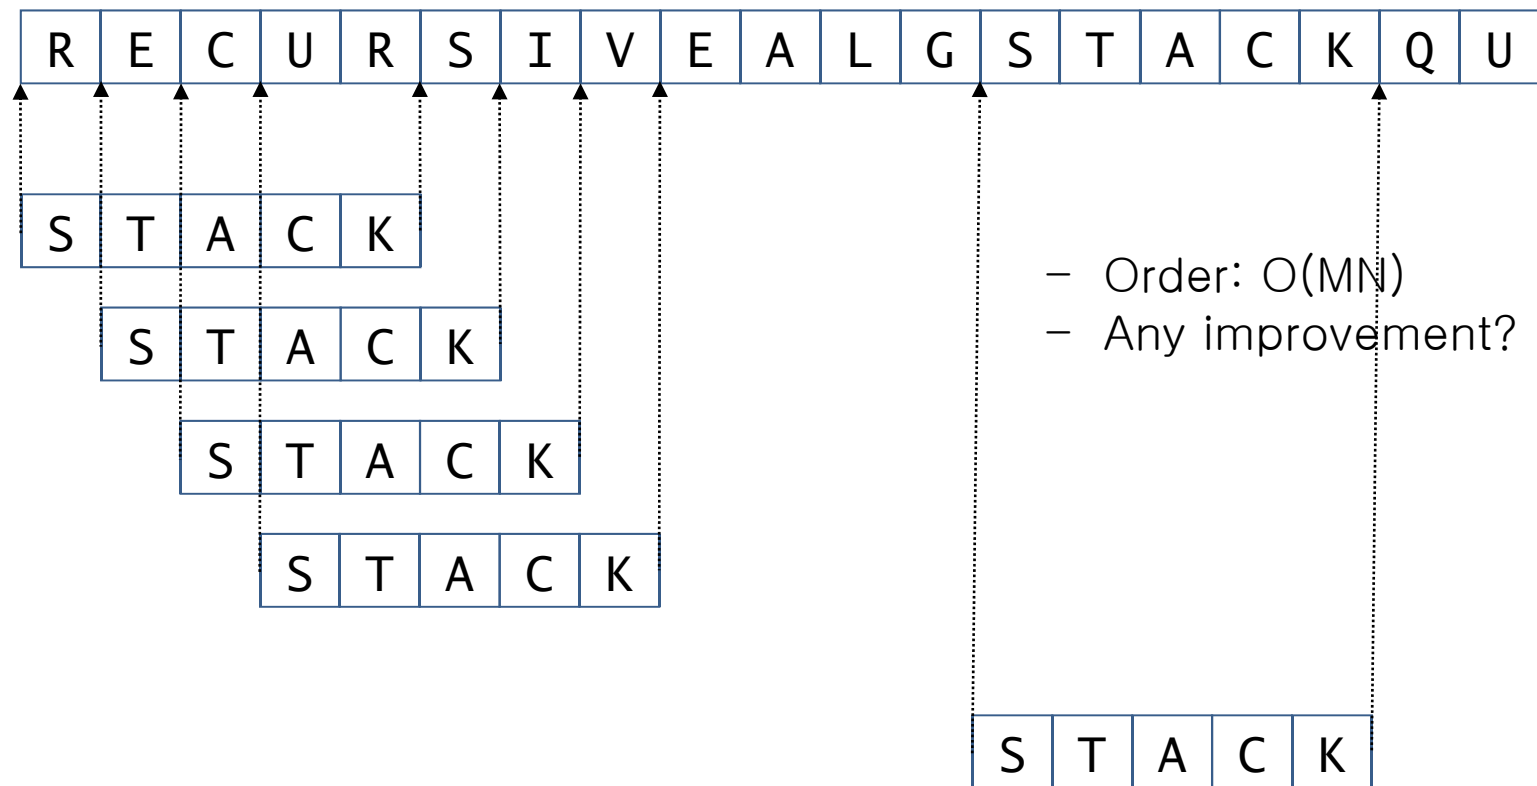 R E C U R S I V E A L G S T A C K Q U
S T A C K
– Order: O(MN)
– Any improvement?
S T A C K
S T A C K
S T A C K
S T A C K